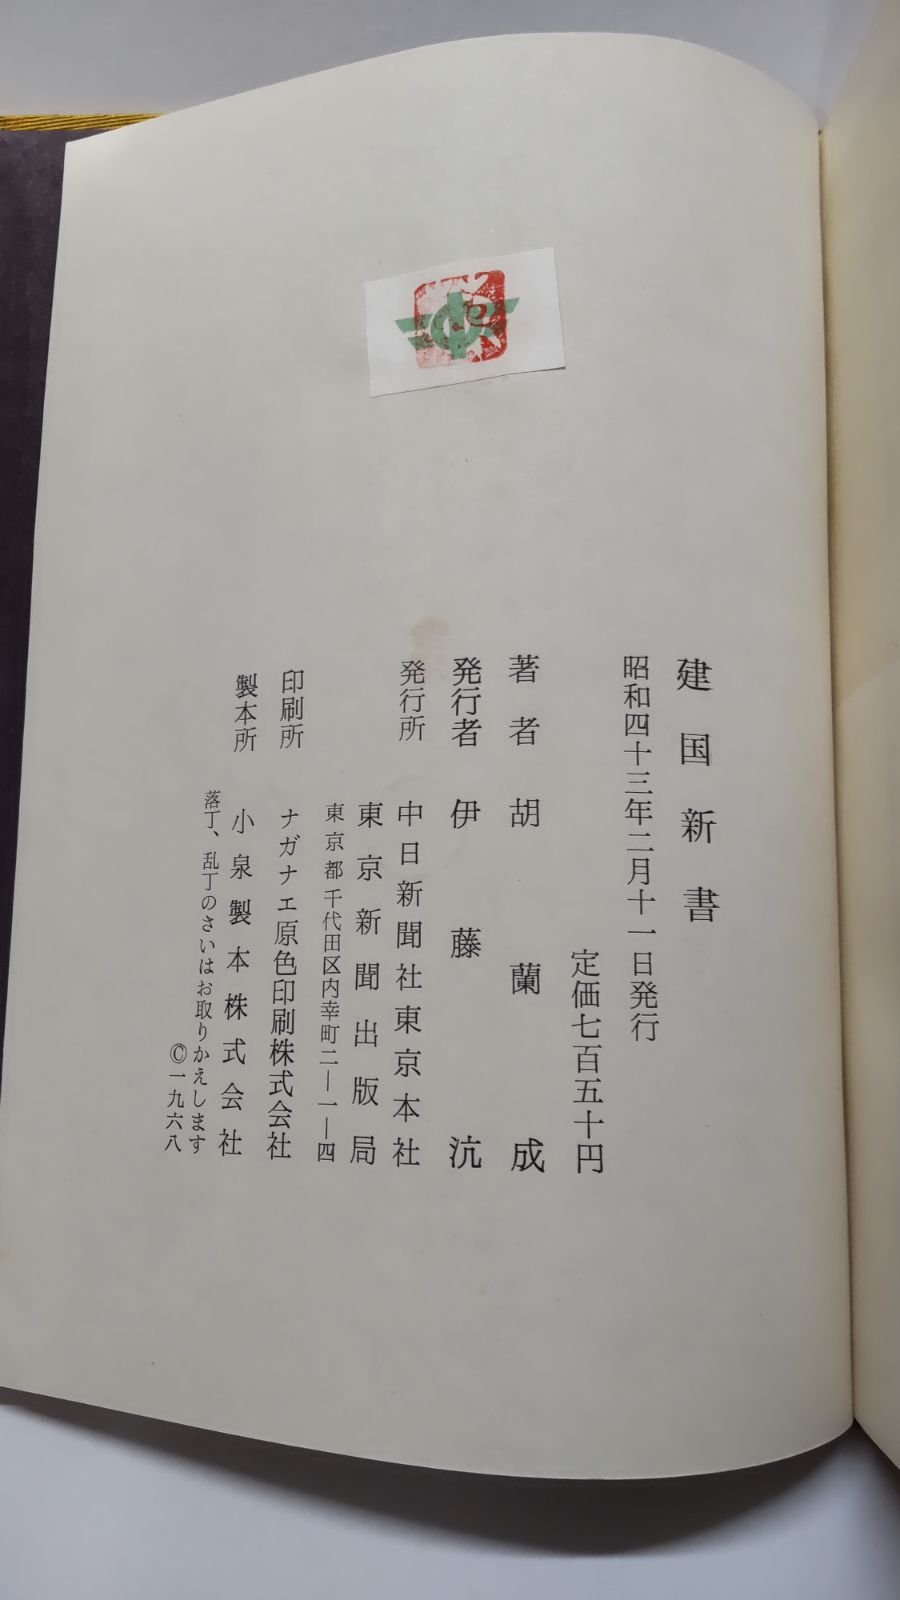 建国新書
昭和四十三年二月十一日発行
定価七百五十円
著者 胡蘭成
発行者 伊藤沆
発行所 中日新聞社東京本社
東京新聞出版局
東京都千代田区内幸町二―一―四
印刷所 ナガナエ原色印刷株式会社
製本所 小泉製本株式会社
落丁、乱丁のさいはお取りかえします
©一九六八